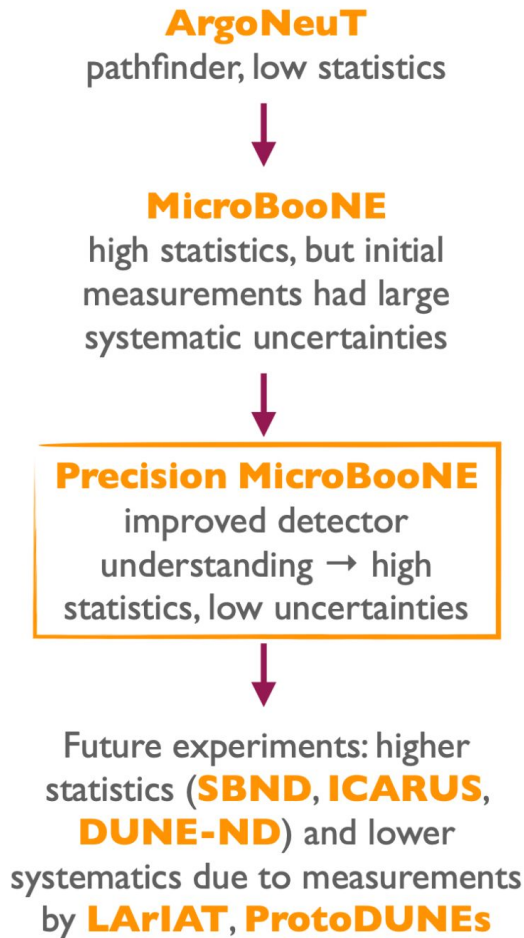 ArgoNeuT
pathfinder, low statistics
MicroBooNE
high statistics, but initial
measurements had large
systematic uncertainties
Precision MicroBooNE
improved detector
understanding → high
statistics, low uncertainties
Future experiments: higher
statistics (SBND, ICARUS,
DUNE-ND) and lower
systematics due to measurements
by LArIAT, ProtoDUNEs